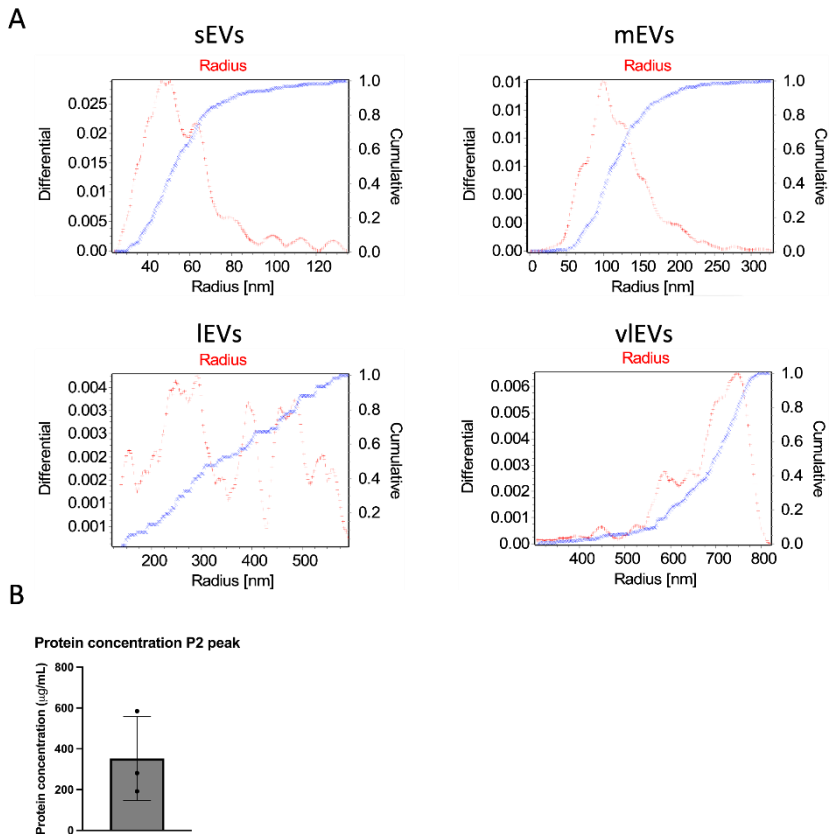 A
sEVs
Radius
0.025
0.02
0.015
0.01
0.005
0.00
Differential
1.0
0.8
0.6
0.4
0.2
0.0
Cumulative
40 60 80 100 120
Radius [nm]
mEVs
Radius
0.01
0.01
0.01
0.01
0.00
0.00
0.00
Differential
1.0
0.8
0.6
0.4
0.2
0.0
Cumulative
0 50 100 150 200 250 300
Radius [nm]
lEVs
Radius
0.004
0.003
0.003
0.002
0.002
0.001
0.001
Differential
1.0
0.8
0.6
0.4
0.2
Cumulative
200 300 400 500
Radius [nm]
vlEVs
Radius
0.006
0.005
0.004
0.003
0.002
0.001
0.00
Differential
1.0
0.8
0.6
0.4
0.2
0.0
Cumulative
400 500 600 700 800
Radius [nm]
B
Protein concentration P2 peak
Protein concentration (µg/mL)
800
600
400
200
0